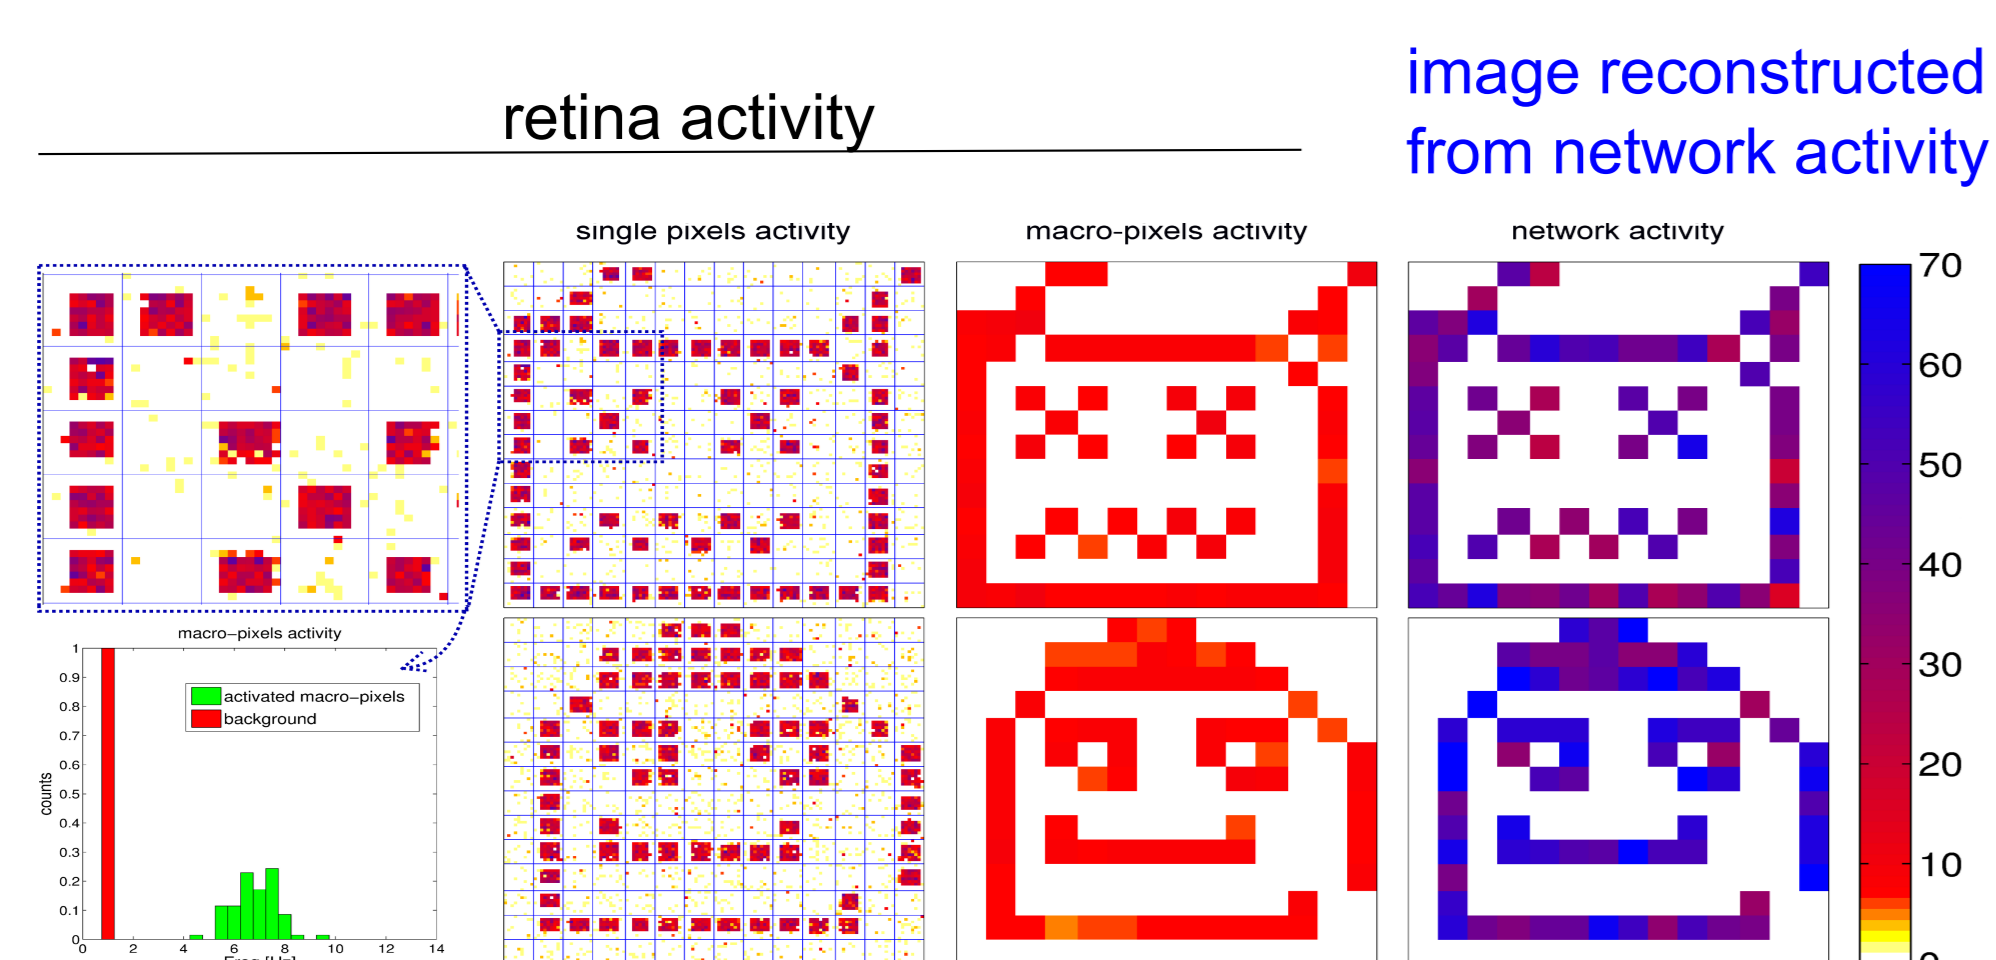 image reconstructed
from network activity
retina activity
single pixels activity
macro-pixels activity
network activity
70
60
50
40
30
20
10
0
macro−pixels activity
activated macro−pixels
background
counts
1
0.9
0.8
0.7
0.6
0.5
0.4
0.3
0.2
0.1
0
0 2 4 6 8 10 12 14
Freq [Hz]